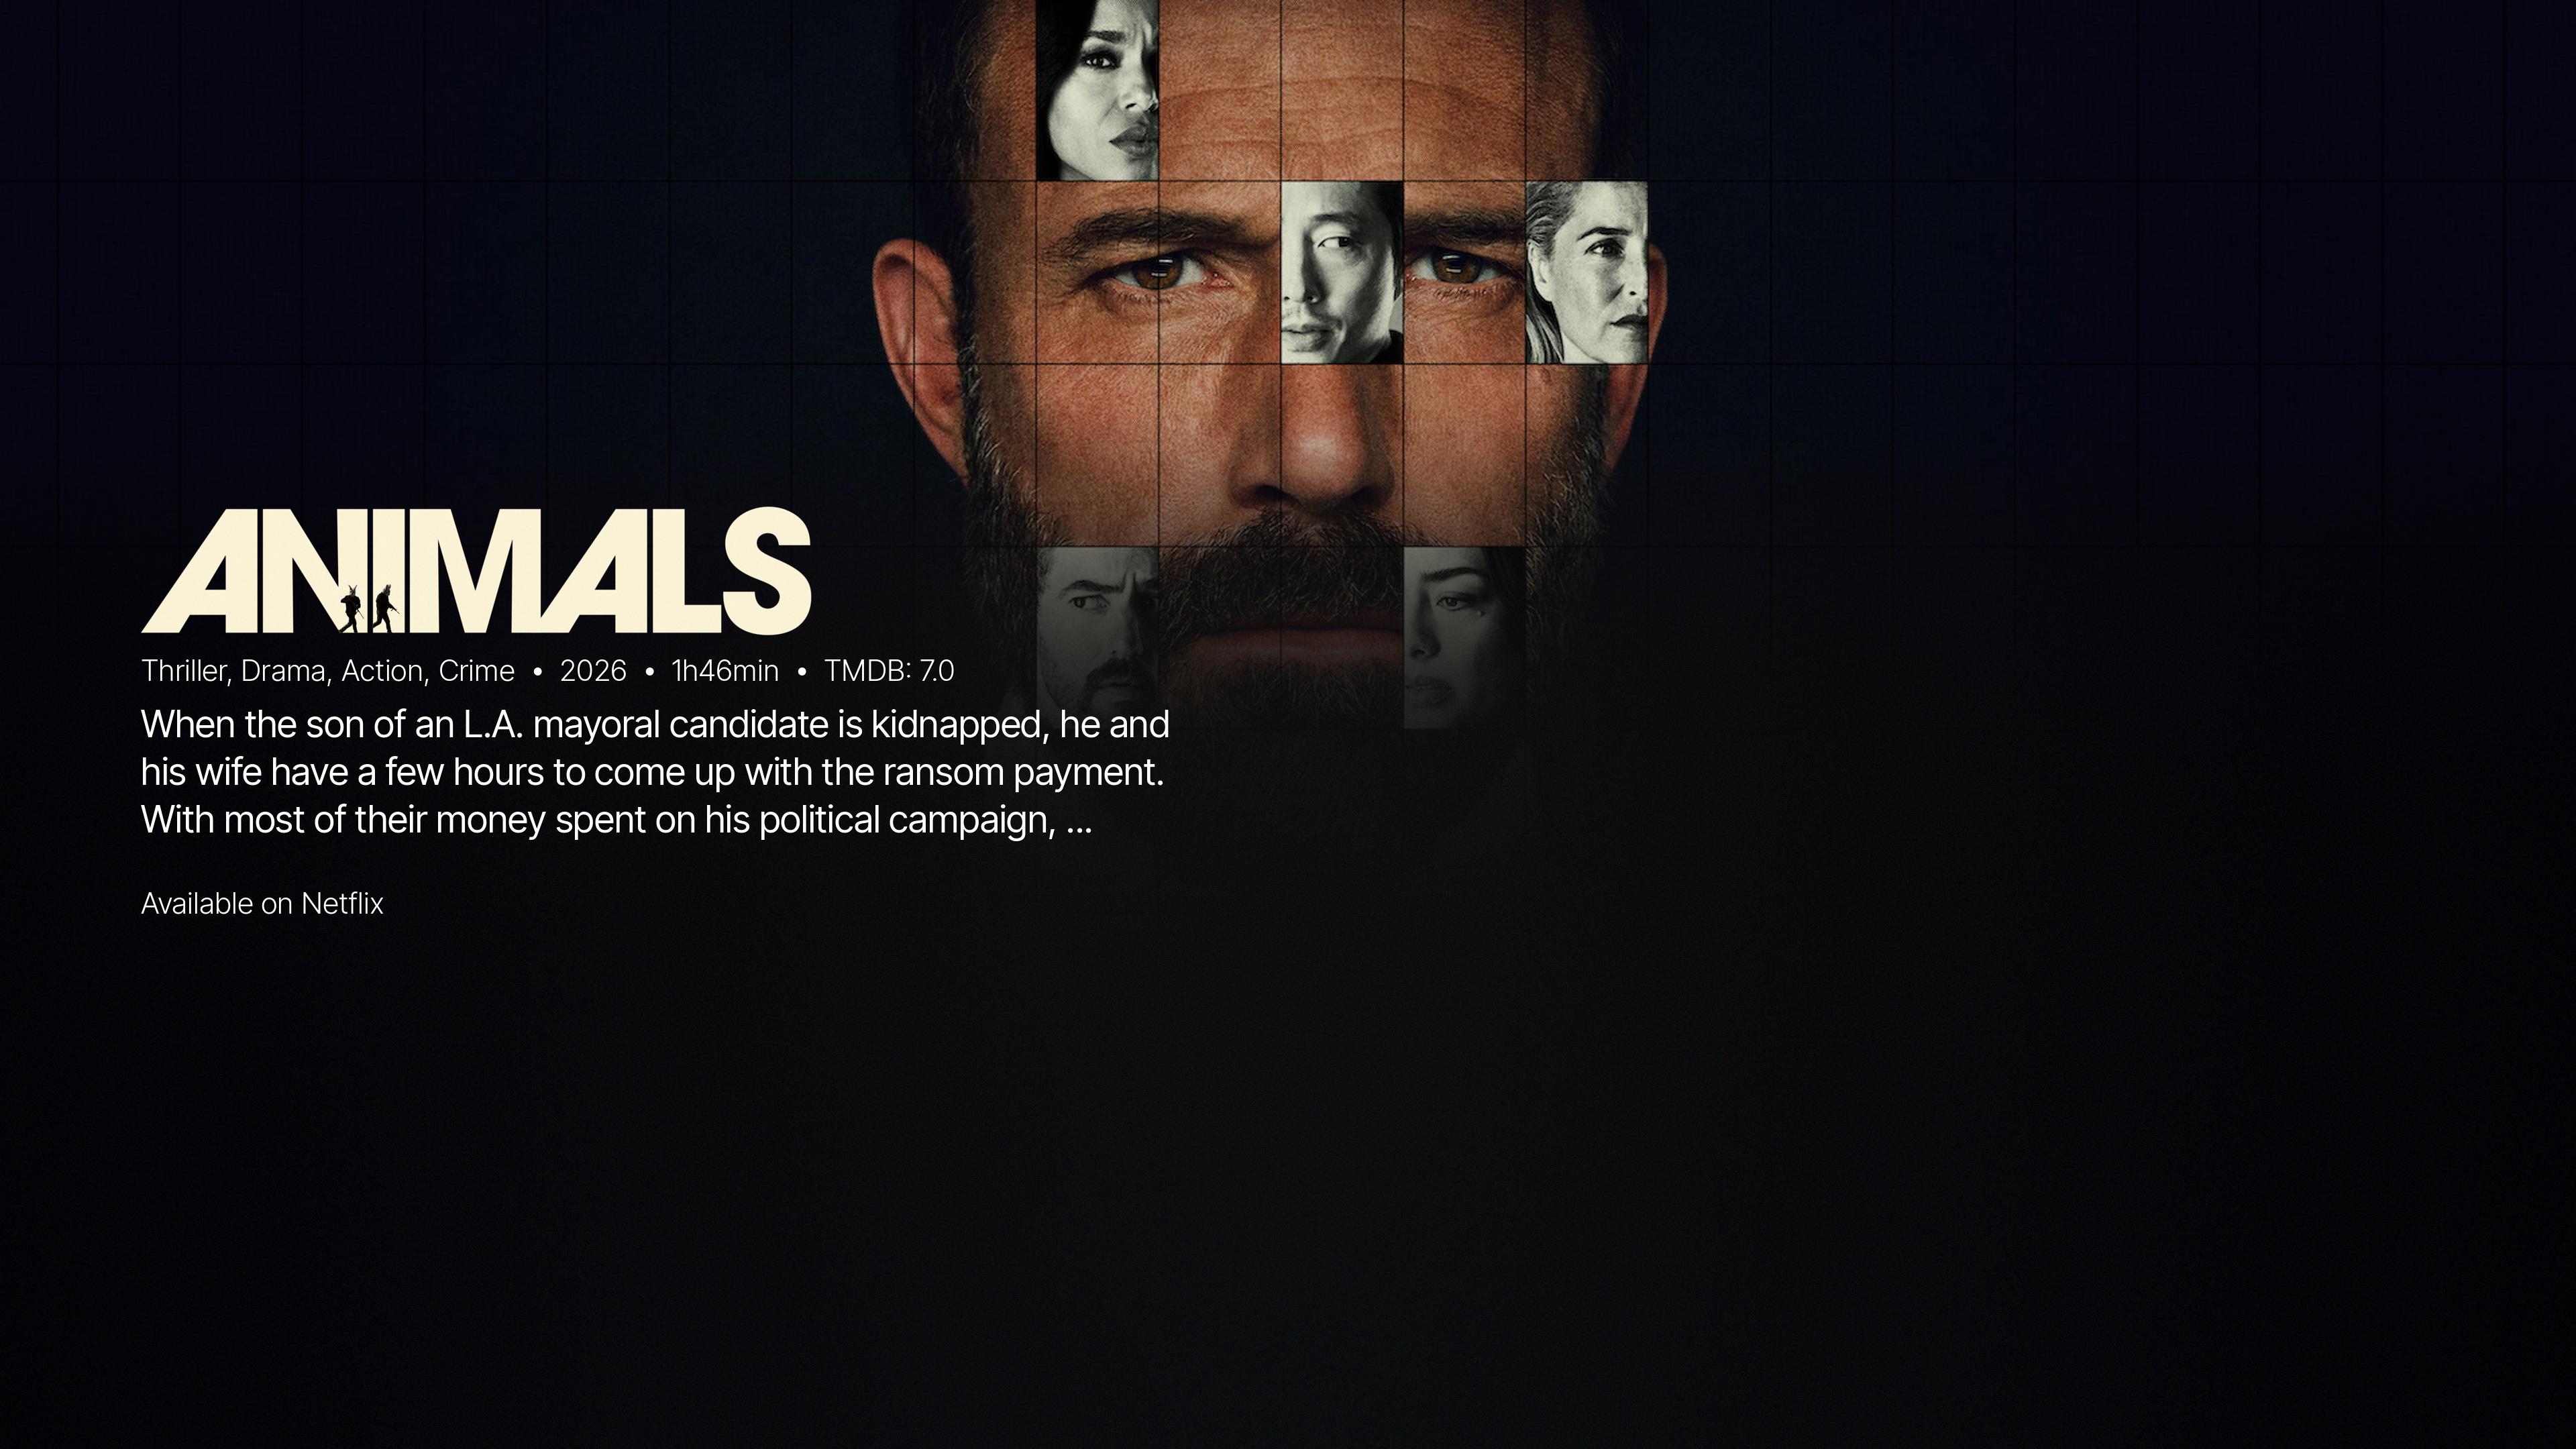 ANIMALS
Thriller, Drama, Action, Crime • 2026 • 1h46min • TMDB: 7.0
When the son of an L.A. mayoral candidate is kidnapped, he and
his wife have a few hours to come up with the ransom payment.
With most of their money spent on his political campaign, ...
Available on Netflix